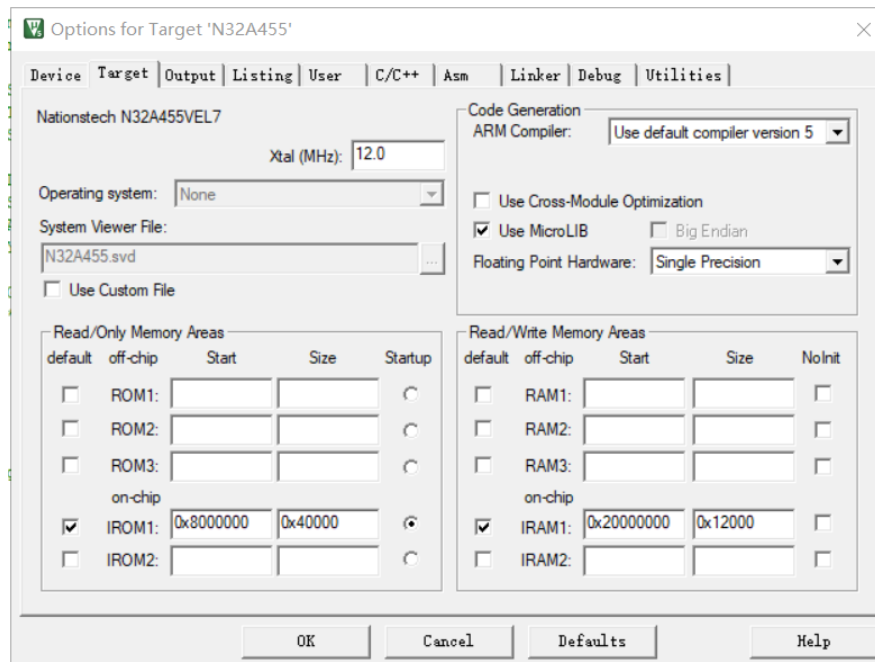 Options for Target 'N32A455'
Device Target Output Listing User C/C++ Asm Linker Debug Utilities
Nationstech N32A455VEL7
Xtal (MHz): 12.0
Operating system: None
System Viewer File:
N32A455.svd ...
Use Custom File
Code Generation
ARM Compiler: Use default compiler version 5
Use Cross-Module Optimization
Use MicroLIB Big Endian
Floating Point Hardware: Single Precision
Read/Only Memory Areas
default off-chip Start Size Startup
ROM1:
ROM2:
ROM3:
on-chip
IROM1: 0x8000000 0x40000
IROM2:
Read/Write Memory Areas
default off-chip Start Size NoInit
RAM1:
RAM2:
RAM3:
on-chip
IRAM1: 0x20000000 0x12000
IRAM2:
OK Cancel Defaults Help